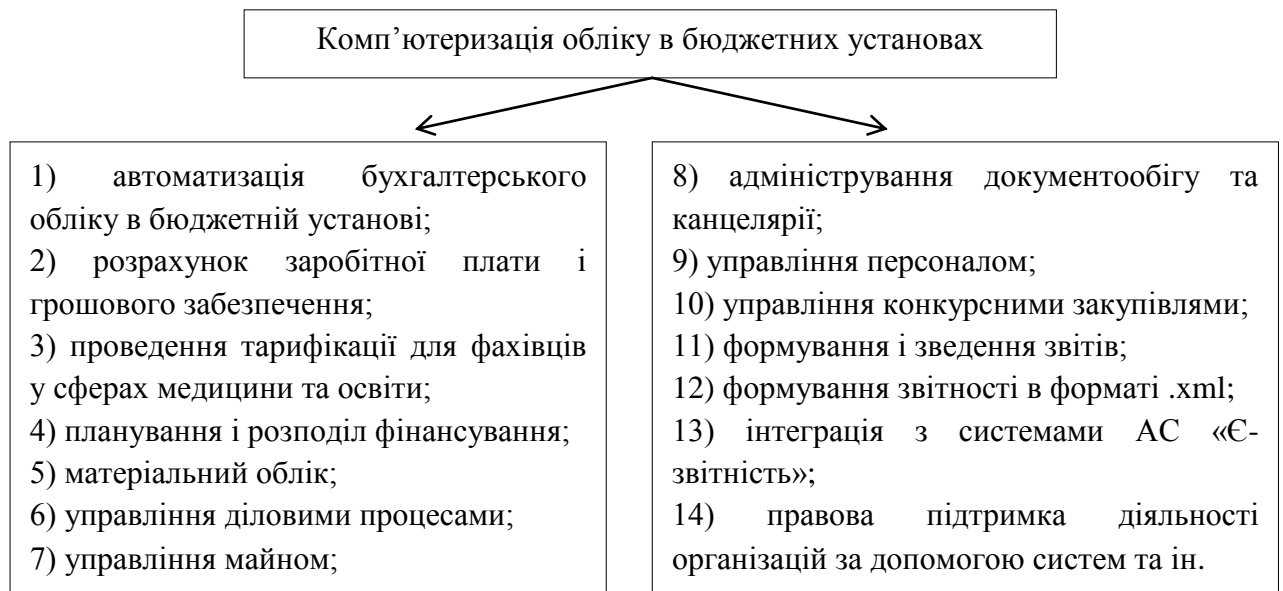 Комп’ютеризація обліку в бюджетних установах
1) автоматизація бухгалтерського
обліку в бюджетній установі;
2) розрахунок заробітної плати і
грошового забезпечення;
3) проведення тарифікації для фахівців
у сферах медицини та освіти;
4) планування і розподіл фінансування;
5) матеріальний облік;
6) управління діловими процесами;
7) управління майном;
8) адміністрування документообігу та
канцелярії;
9) управління персоналом;
10) управління конкурсними закупівлями;
11) формування і зведення звітів;
12) формування звітності в форматі .xml;
13) інтеграція з системами АС «Є-
звітність»;
14) правова підтримка діяльності
організацій за допомогою систем та ін.